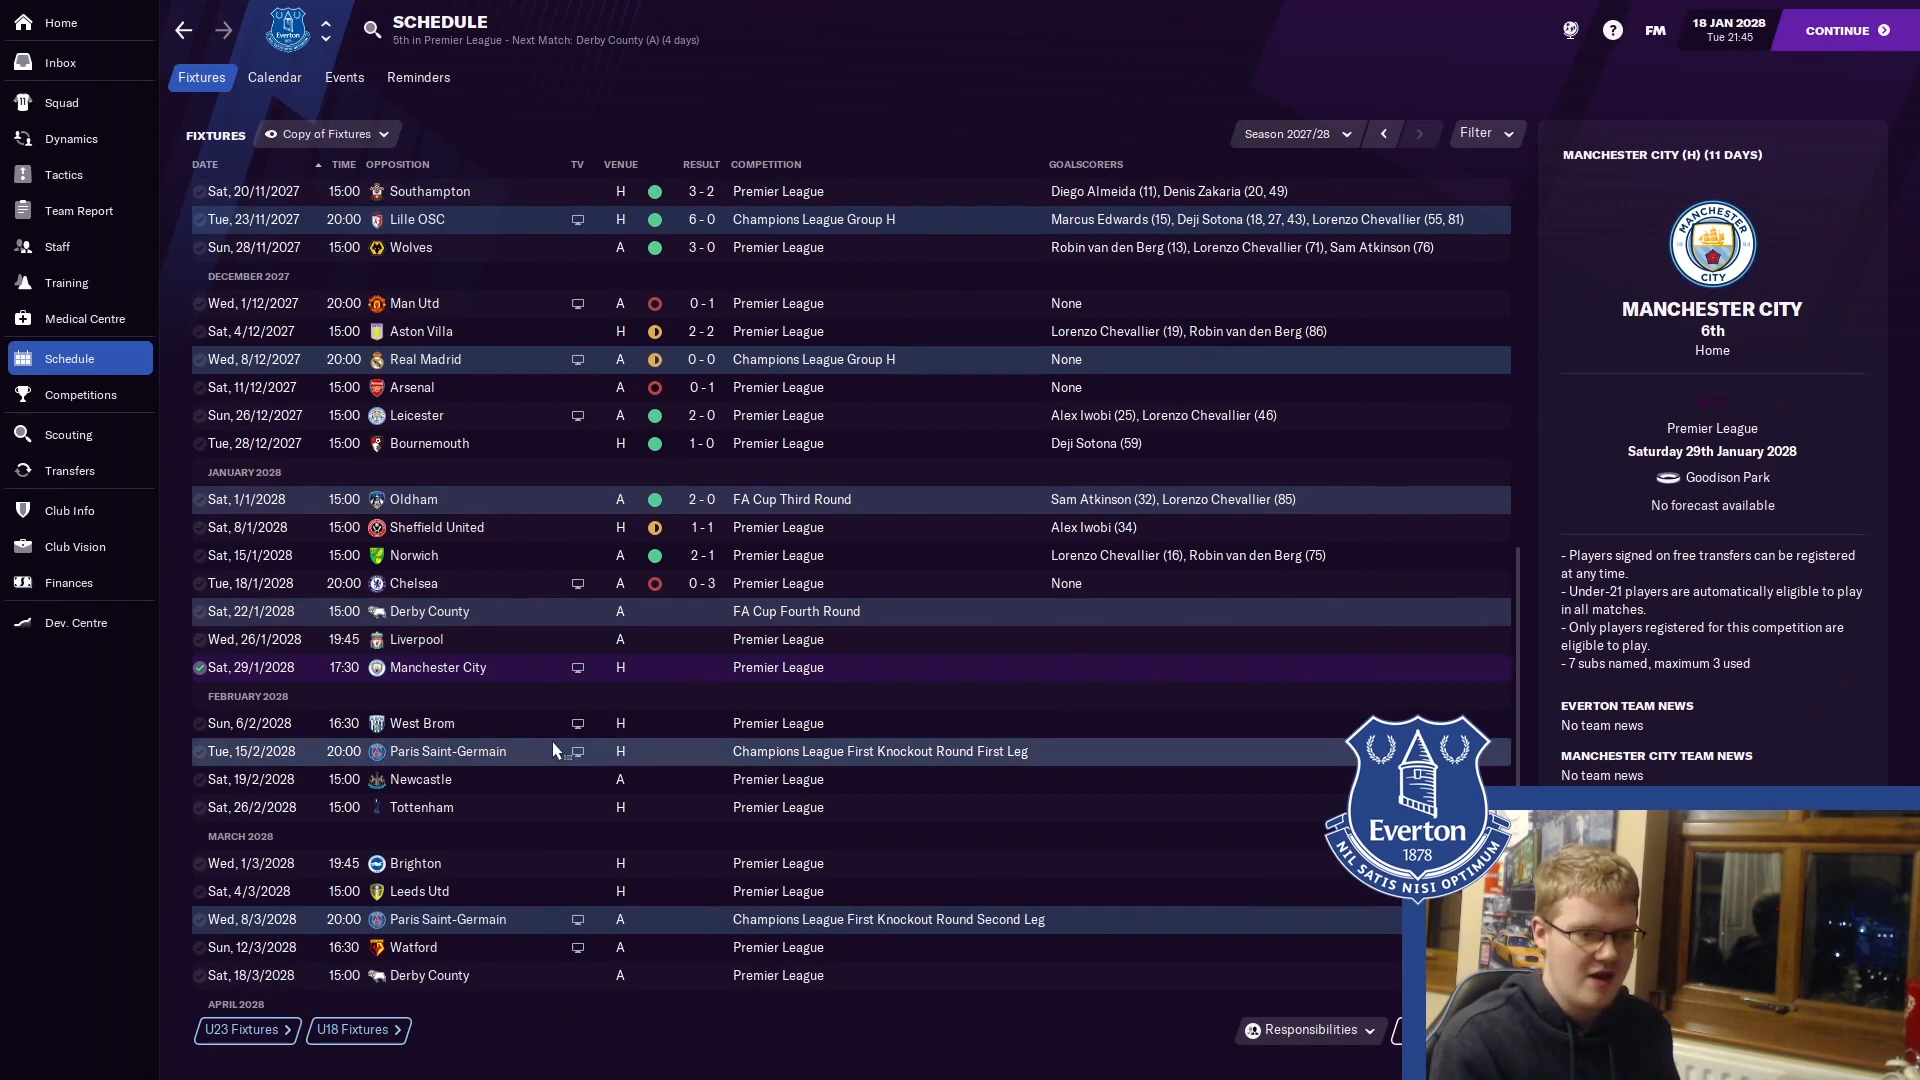 Home
Inbox
Squad
Dynamics
Tactics
Team Report
Staff
Training
Medical Centre
Schedule
Competitions
Scouting
Transfers
Club Info
Club Vision
Finances
Dev. Centre
Everton
SCHEDULE
5th in Premier League - Next Match: Derby County (A) (4 days)
FM
18 JAN 2028
Tue 21:45
CONTINUE
Fixtures Calendar Events Reminders
FIXTURES Copy of Fixtures Season 2027/28 Filter
DATE TIME OPPOSITION TV VENUE RESULT COMPETITION GOALSCORERS
Sat, 20/11/2027 15:00 Southampton H 3 - 2 Premier League Diego Almeida (11), Denis Zakaria (20, 49)
Tue, 23/11/2027 20:00 Lille OSC H 6 - 0 Champions League Group H Marcus Edwards (15), Deji Sotona (18, 27, 43), Lorenzo Chevallier (55, 81)
Sun, 28/11/2027 15:00 Wolves A 3 - 0 Premier League Robin van den Berg (13), Lorenzo Chevallier (71), Sam Atkinson (76)
DECEMBER 2027
Wed, 1/12/2027 20:00 Man Utd A 0 - 1 Premier League None
Sat, 4/12/2027 15:00 Aston Villa H 2 - 2 Premier League Lorenzo Chevallier (19), Robin van den Berg (86)
Wed, 8/12/2027 20:00 Real Madrid A 0 - 0 Champions League Group H None
Sat, 11/12/2027 15:00 Arsenal A 0 - 1 Premier League None
Sun, 26/12/2027 15:00 Leicester A 2 - 0 Premier League Alex Iwobi (25), Lorenzo Chevallier (46)
Tue, 28/12/2027 15:00 Bournemouth H 1 - 0 Premier League Deji Sotona (59)
JANUARY 2028
Sat, 1/1/2028 15:00 Oldham A 2 - 0 FA Cup Third Round Sam Atkinson (32), Lorenzo Chevallier (85)
Sat, 8/1/2028 15:00 Sheffield United H 1 - 1 Premier League Alex Iwobi (34)
Sat, 15/1/2028 15:00 Norwich A 2 - 1 Premier League Lorenzo Chevallier (16), Robin van den Berg (75)
Tue, 18/1/2028 20:00 Chelsea A 0 - 3 Premier League None
Sat, 22/1/2028 15:00 Derby County A FA Cup Fourth Round
Wed, 26/1/2028 19:45 Liverpool A Premier League
Sat, 29/1/2028 17:30 Manchester City H Premier League
FEBRUARY 2028
Sun, 6/2/2028 16:30 West Brom H Premier League
Tue, 15/2/2028 20:00 Paris Saint-Germain H Champions League First Knockout Round First Leg
Sat, 19/2/2028 15:00 Newcastle A Premier League
Sat, 26/2/2028 15:00 Tottenham H Premier League
MARCH 2028
Wed, 1/3/2028 19:45 Brighton H Premier League
Sat, 4/3/2028 15:00 Leeds Utd H Premier League
Wed, 8/3/2028 20:00 Paris Saint-Germain A Champions League First Knockout Round Second Leg
Sun, 12/3/2028 16:30 Watford A Premier League
Sat, 18/3/2028 15:00 Derby County A Premier League
APRIL 2028
U23 Fixtures U18 Fixtures Responsibilities
MANCHESTER CITY (H) (11 DAYS)
MANCHESTER
18 94
CITY
MANCHESTER CITY
6th
Home
Premier League
Saturday 29th January 2028
Goodison Park
No forecast available
- Players signed on free transfers can be registered
at any time.
- Under-21 players are automatically eligible to play
in all matches.
- Only players registered for this competition are
eligible to play.
- 7 subs named, maximum 3 used
EVERTON TEAM NEWS
No team news
MANCHESTER CITY TEAM NEWS
No team news
Everton
1878
NIL SATIS NISI OPTIMUM